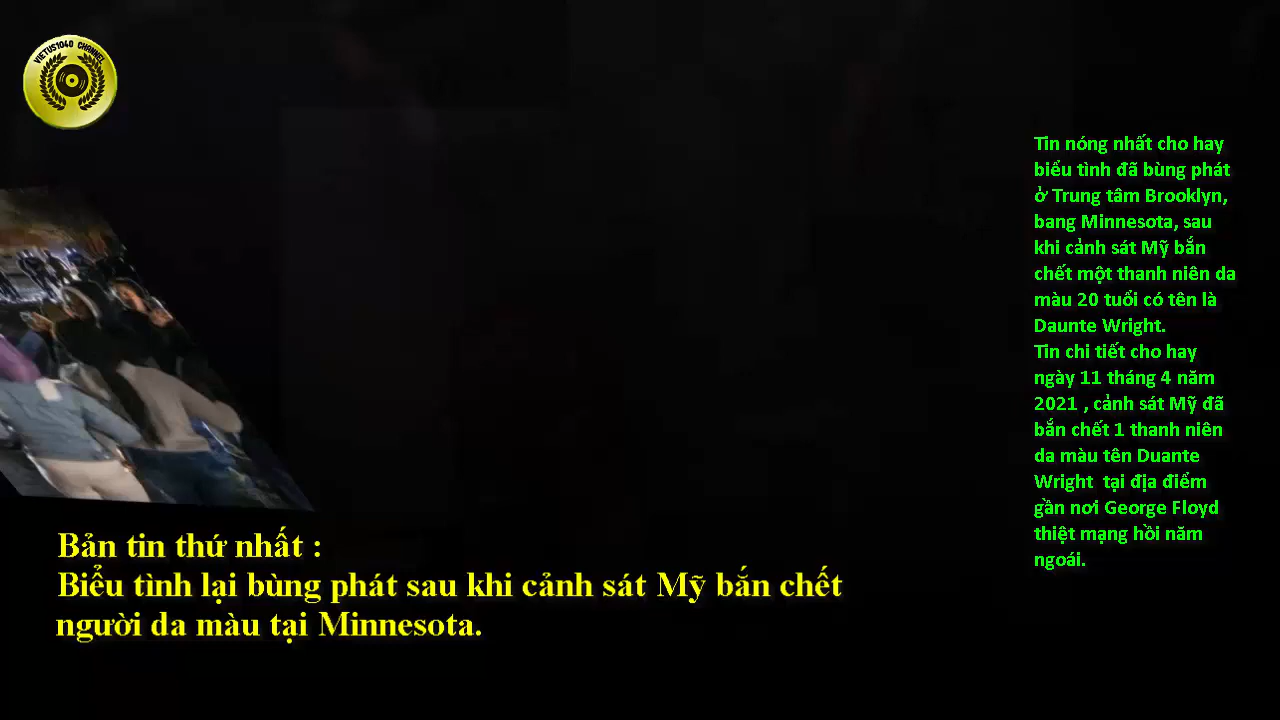 VIETUS1040 CHANNEL
Tin nóng nhất cho hay
biểu tình đã bùng phát
ở Trung tâm Brooklyn,
bang Minnesota, sau
khi cảnh sát Mỹ bắn
chết một thanh niên da
màu 20 tuổi có tên là
Daunte Wright.
Tin chi tiết cho hay
ngày 11 tháng 4 năm
2021 , cảnh sát Mỹ đã
bắn chết 1 thanh niên
da màu tên Duante
Wright  tại địa điểm
gần nơi George Floyd
thiệt mạng hồi năm
ngoái.
Bản tin thứ nhất :
Biểu tình lại bùng phát sau khi cảnh sát Mỹ bắn chết
người da màu tại Minnesota.